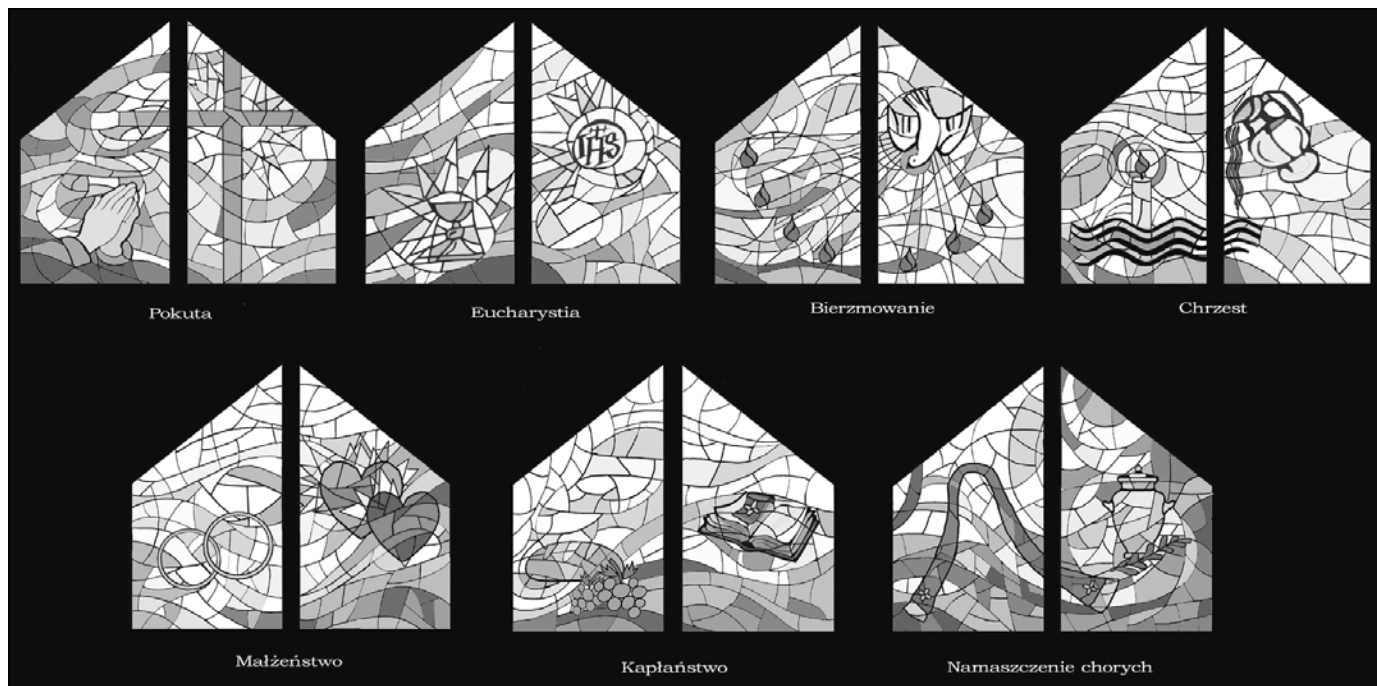 IHS
Pokuta
Eucharystia
Bierzmowanie
Chrzest
Małżeństwo
Kapłaństwo
Namaszczenie chorych